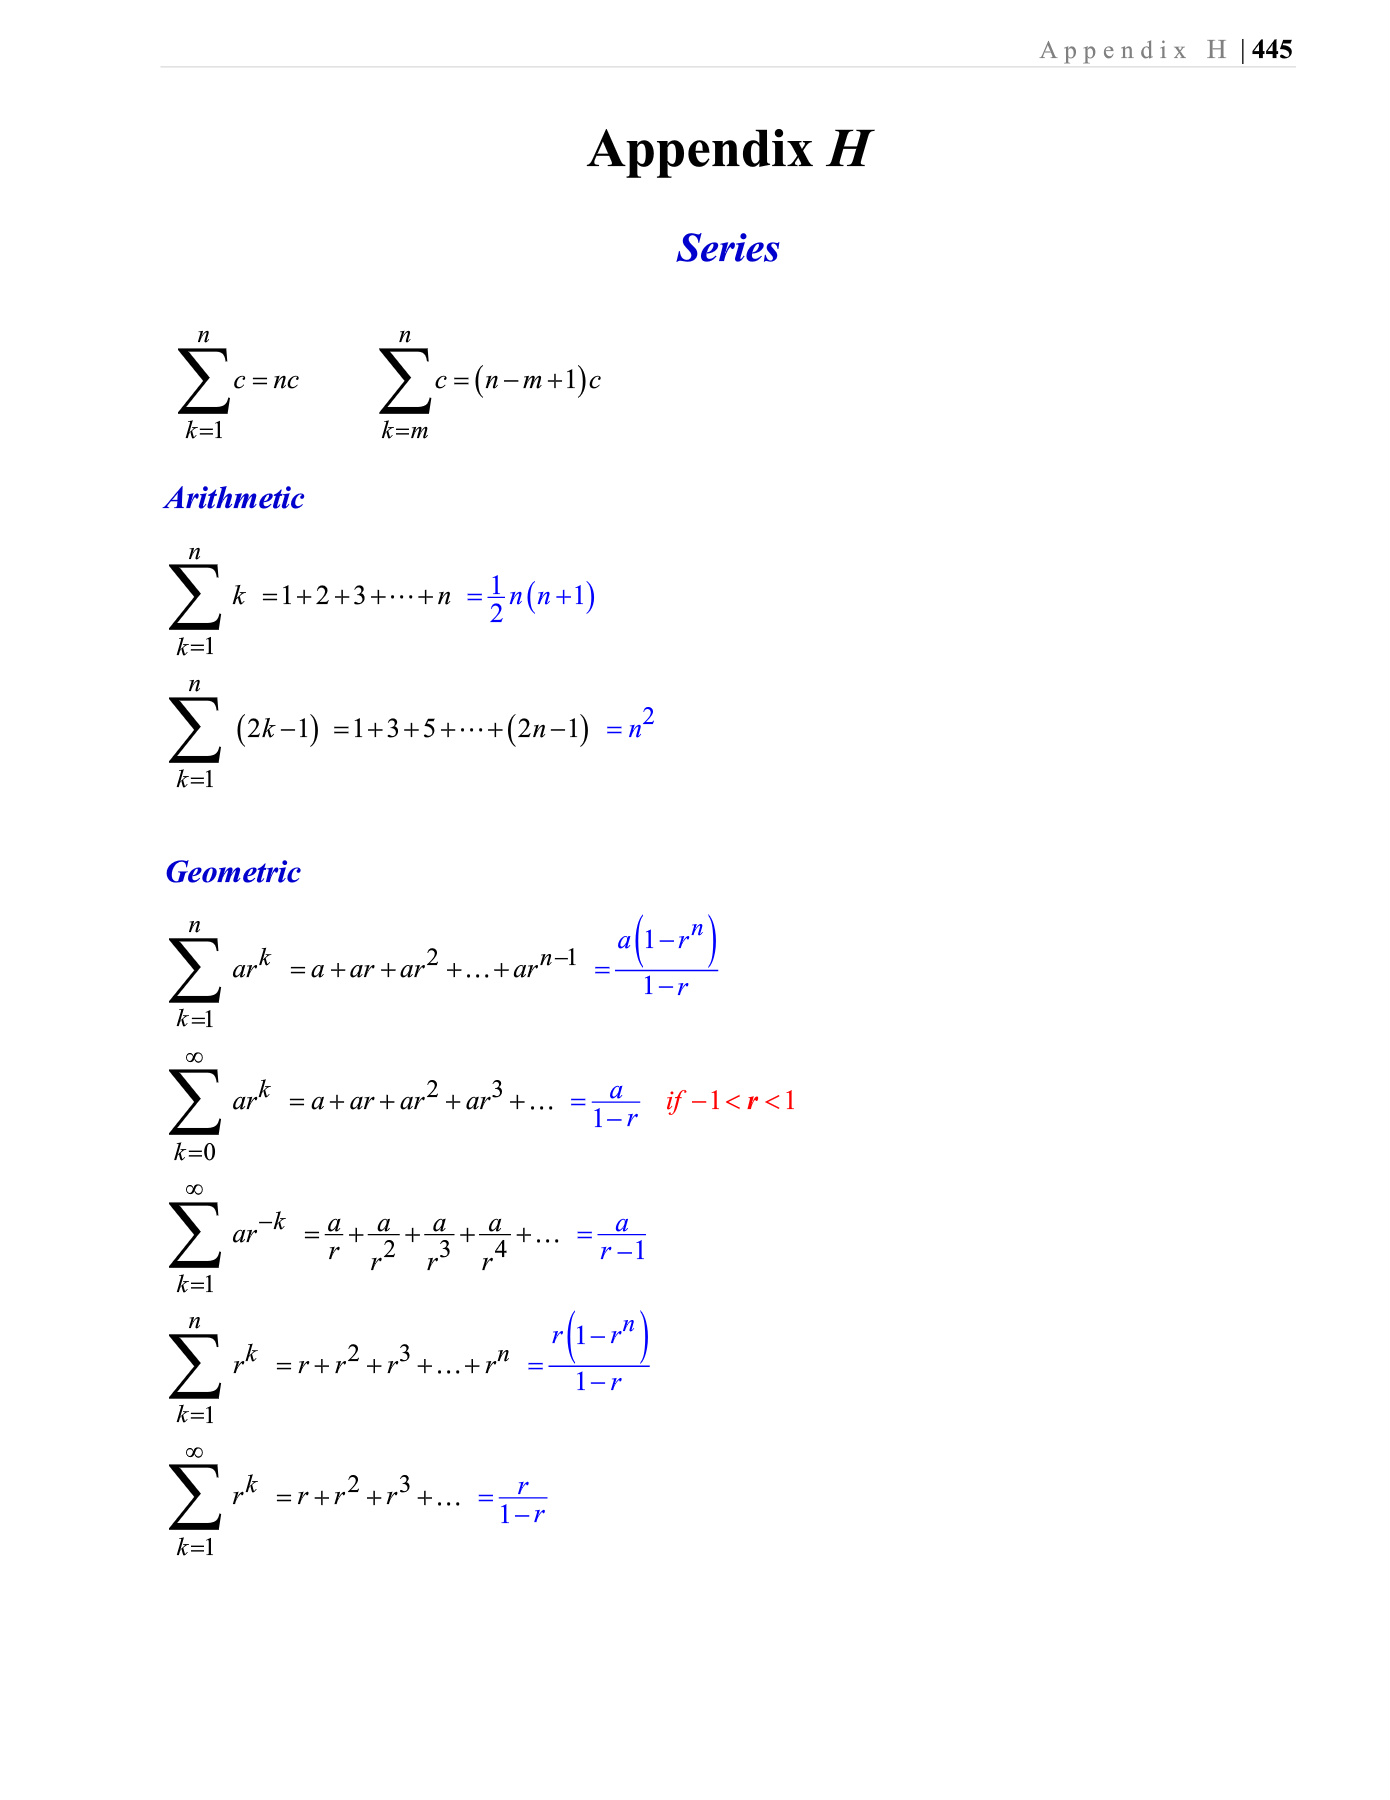 Appendix H | 445
Appendix H
Series
$\sum_{k=1}^{n} c = nc \qquad \sum_{k=m}^{n} c = (n-m+1)c$
Arithmetic
$\sum_{k=1}^{n} k = 1+2+3+\cdots+n = \frac{1}{2}n(n+1)$
$\sum_{k=1}^{n} (2k-1) = 1+3+5+\cdots+(2n-1) = n^2$
Geometric
$\sum_{k=1}^{n} ar^k = a+ar+ar^2+\ldots+ar^{n-1} = \frac{a(1-r^n)}{1-r}$
$\sum_{k=0}^{\infty} ar^k = a+ar+ar^2+ar^3+\ldots = \frac{a}{1-r} \quad if -1<r<1$
$\sum_{k=1}^{\infty} ar^{-k} = \frac{a}{r}+\frac{a}{r^2}+\frac{a}{r^3}+\frac{a}{r^4}+\ldots = \frac{a}{r-1}$
$\sum_{k=1}^{n} r^k = r+r^2+r^3+\ldots+r^n = \frac{r(1-r^n)}{1-r}$
$\sum_{k=1}^{\infty} r^k = r+r^2+r^3+\ldots = \frac{r}{1-r}$